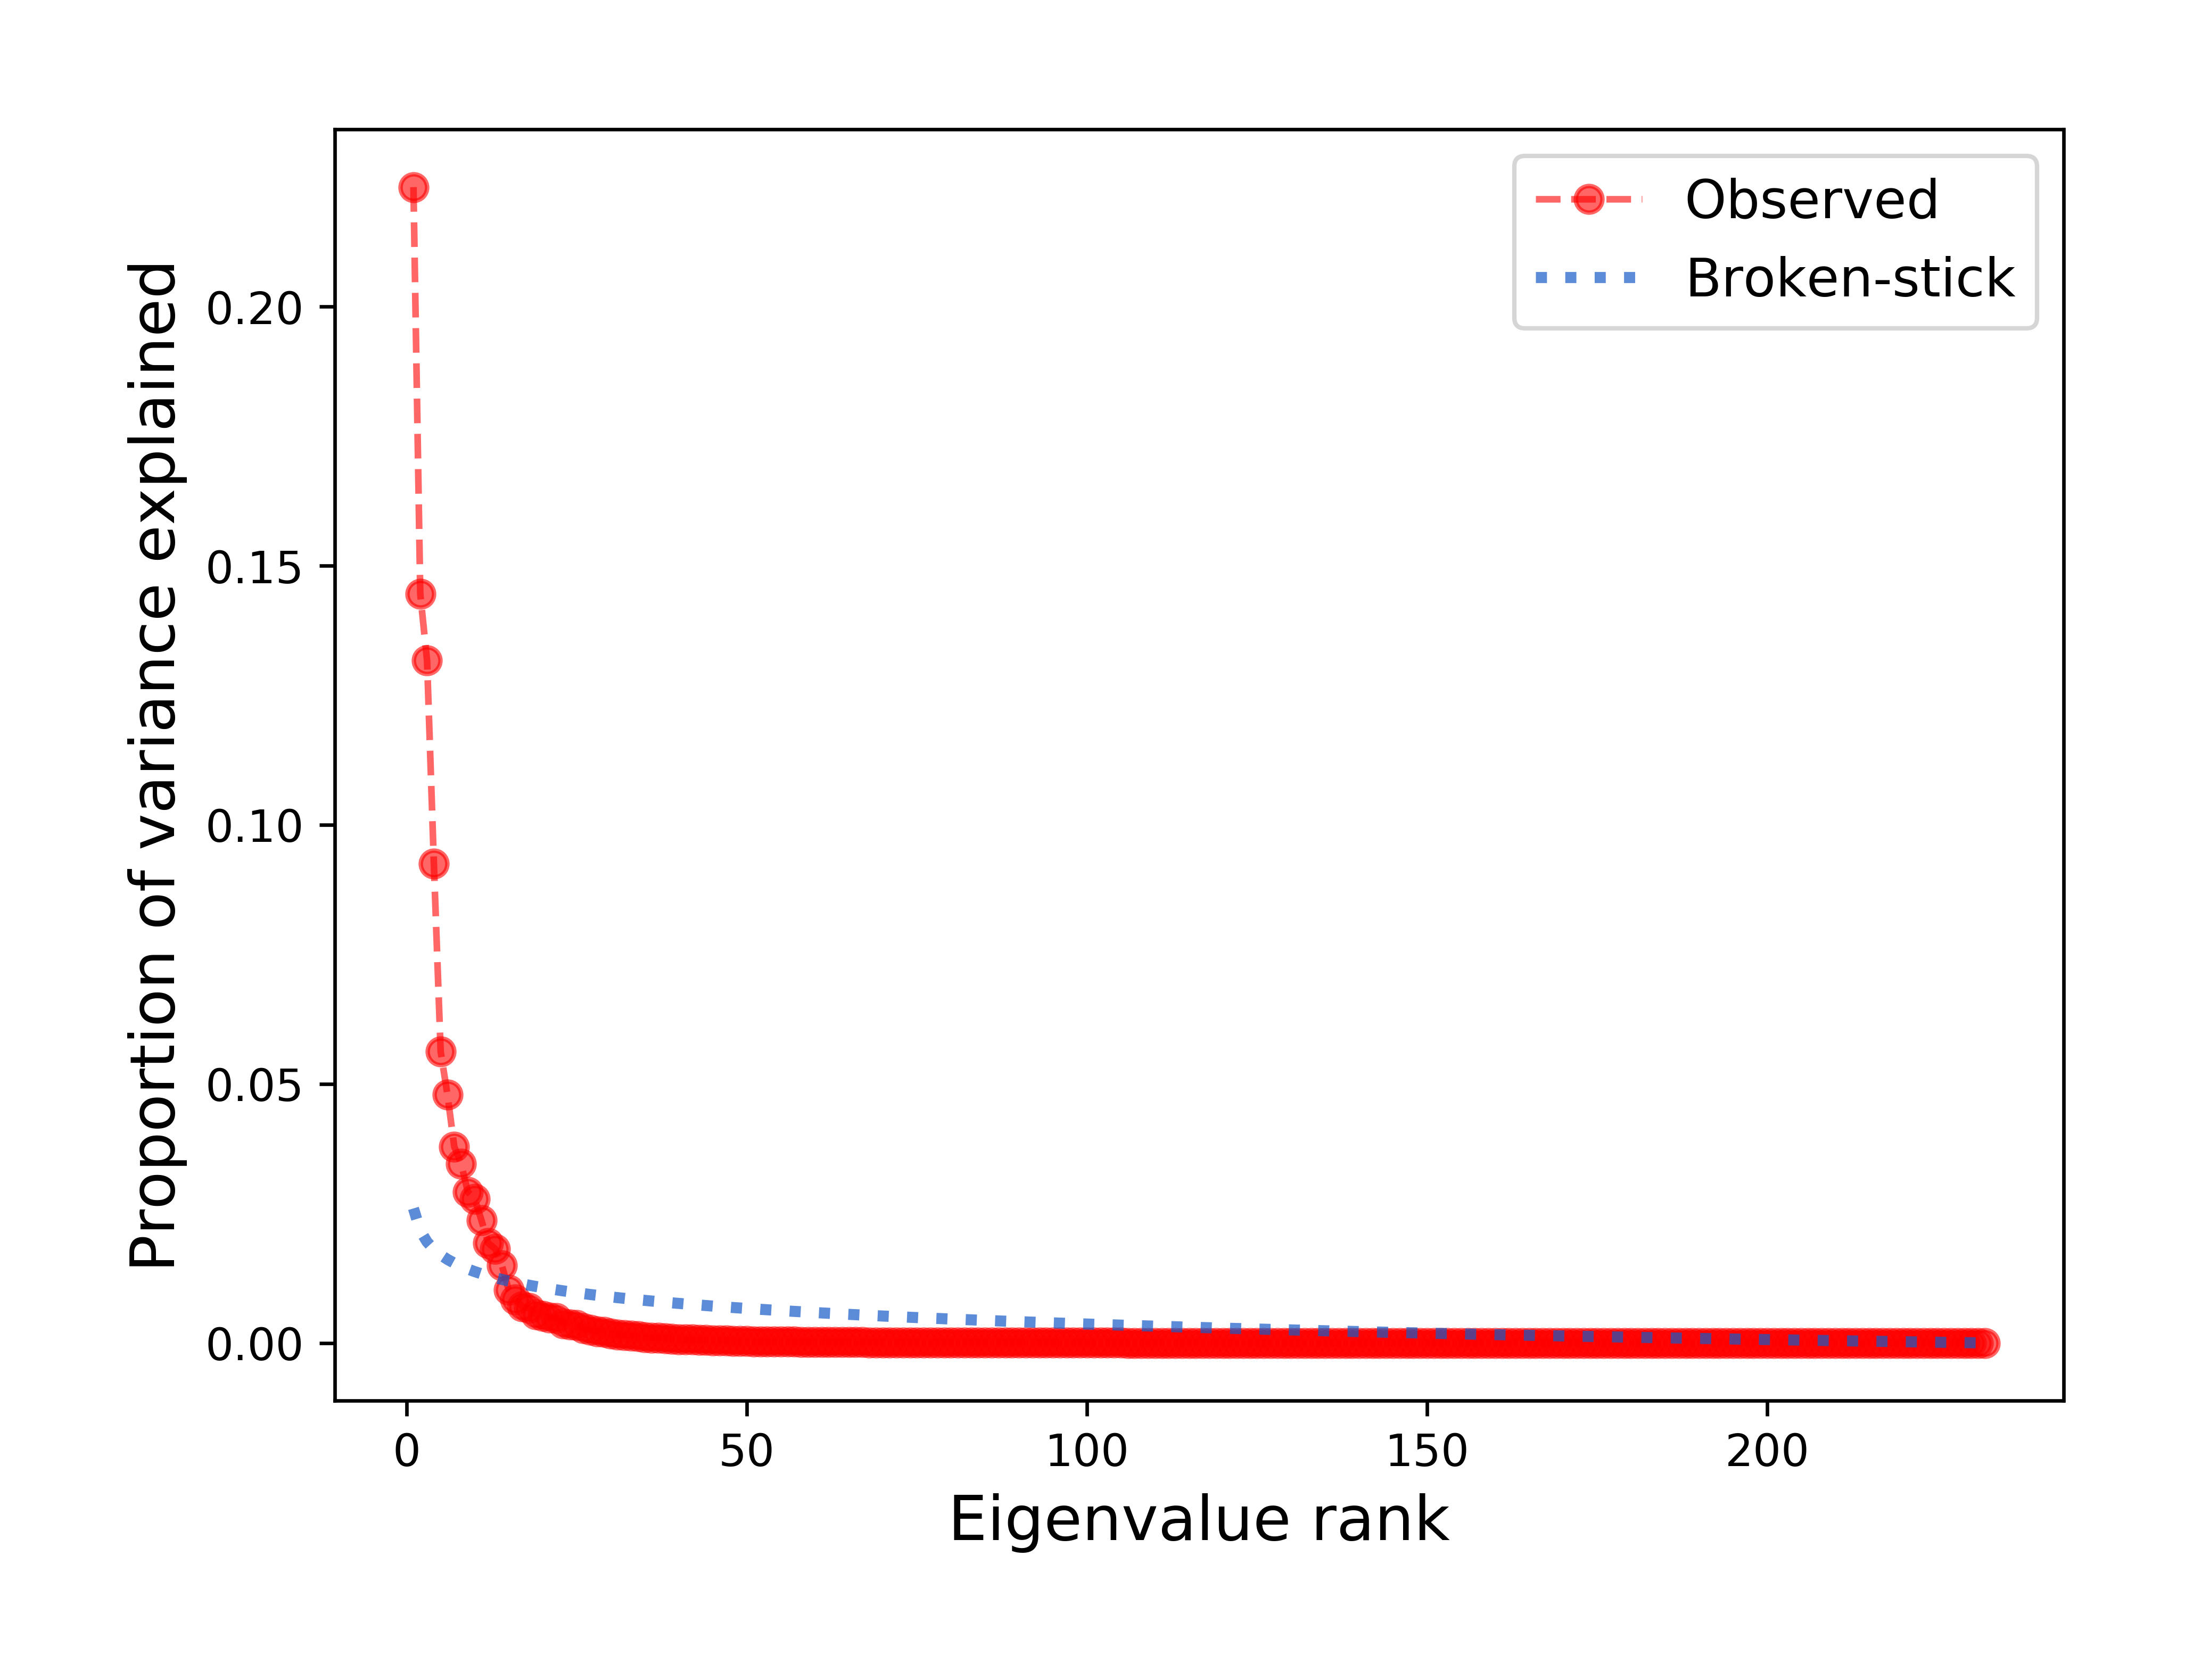 Observed
Broken-stick
Proportion of variance explained
0.20
0.15
0.10
0.05
0.00
0
50
100
150
200
Eigenvalue rank